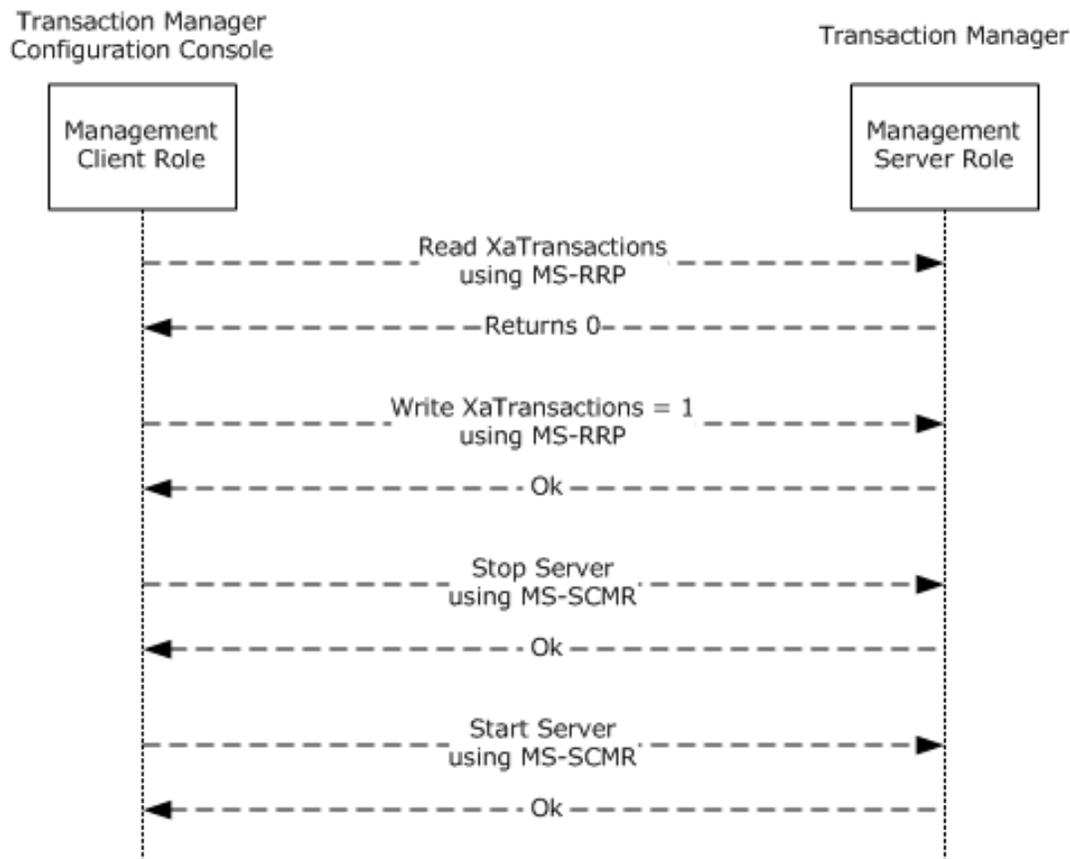 Transaction Manager
Configuration Console
Transaction Manager
Management
Client Role
Management
Server Role
Read XaTransactions
using MS-RRP
Returns 0
Write XaTransactions = 1
using MS-RRP
Ok
Stop Server
using MS-SCMR
Ok
Start Server
using MS-SCMR
Ok